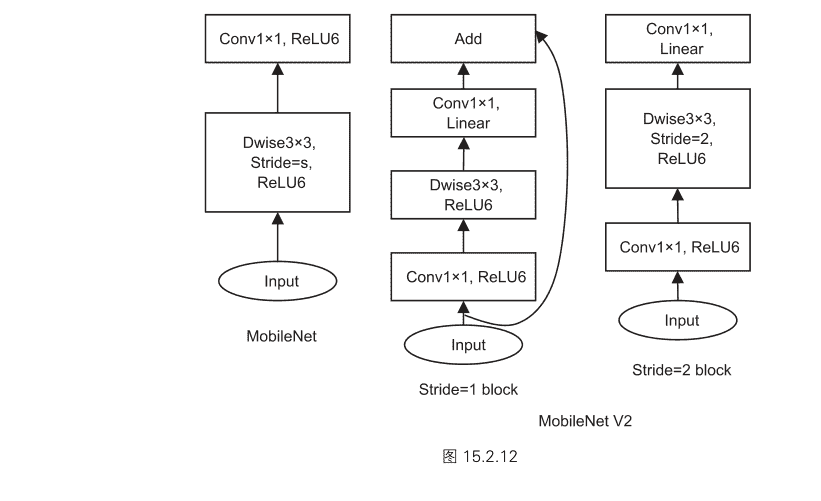 Conv1×1, ReLU6
Dwise3×3,
Stride=s,
ReLU6
Input
MobileNet
Add
Conv1×1,
Linear
Dwise3×3,
ReLU6
Conv1×1, ReLU6
Input
Stride=1 block
Conv1×1,
Linear
Dwise3×3,
Stride=2,
ReLU6
Conv1×1, ReLU6
Input
Stride=2 block
MobileNet V2
图 15.2.12